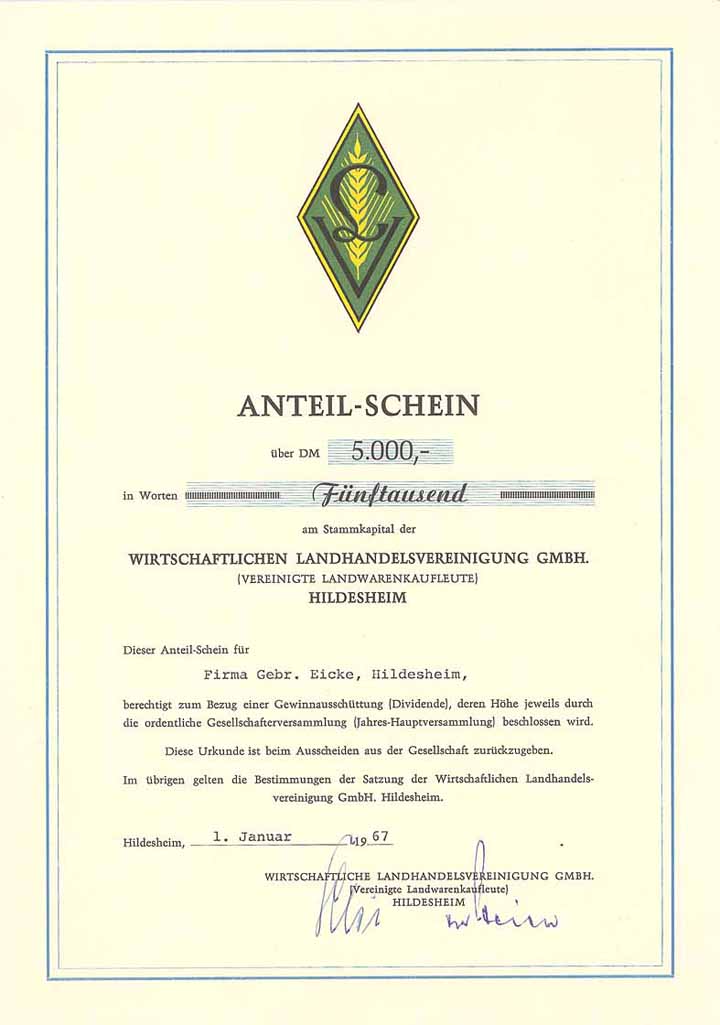 LV
ANTEIL-SCHEIN
über DM 5.000,-
in Worten Fünftausend
am Stammkapital der
WIRTSCHAFTLICHEN LANDHANDELSVEREINIGUNG GMBH.
(VEREINIGTE LANDWARENKAUFLEUTE)
HILDESHEIM
Dieser Anteil-Schein für
Firma Gebr. Eicke, Hildesheim,
berechtigt zum Bezug einer Gewinnausschüttung (Dividende), deren Höhe jeweils durch
die ordentliche Gesellschafterversammlung (Jahres-Hauptversammlung) beschlossen wird.
Diese Urkunde ist beim Ausscheiden aus der Gesellschaft zurückzugeben.
Im übrigen gelten die Bestimmungen der Satzung der Wirtschaftlichen Landhandels-
vereinigung GmbH. Hildesheim.
Hildesheim, 1. Januar 1967
WIRTSCHAFTLICHE LANDHANDELSVEREINIGUNG GMBH.
(Vereinigte Landwarenkaufleute)
HILDESHEIM